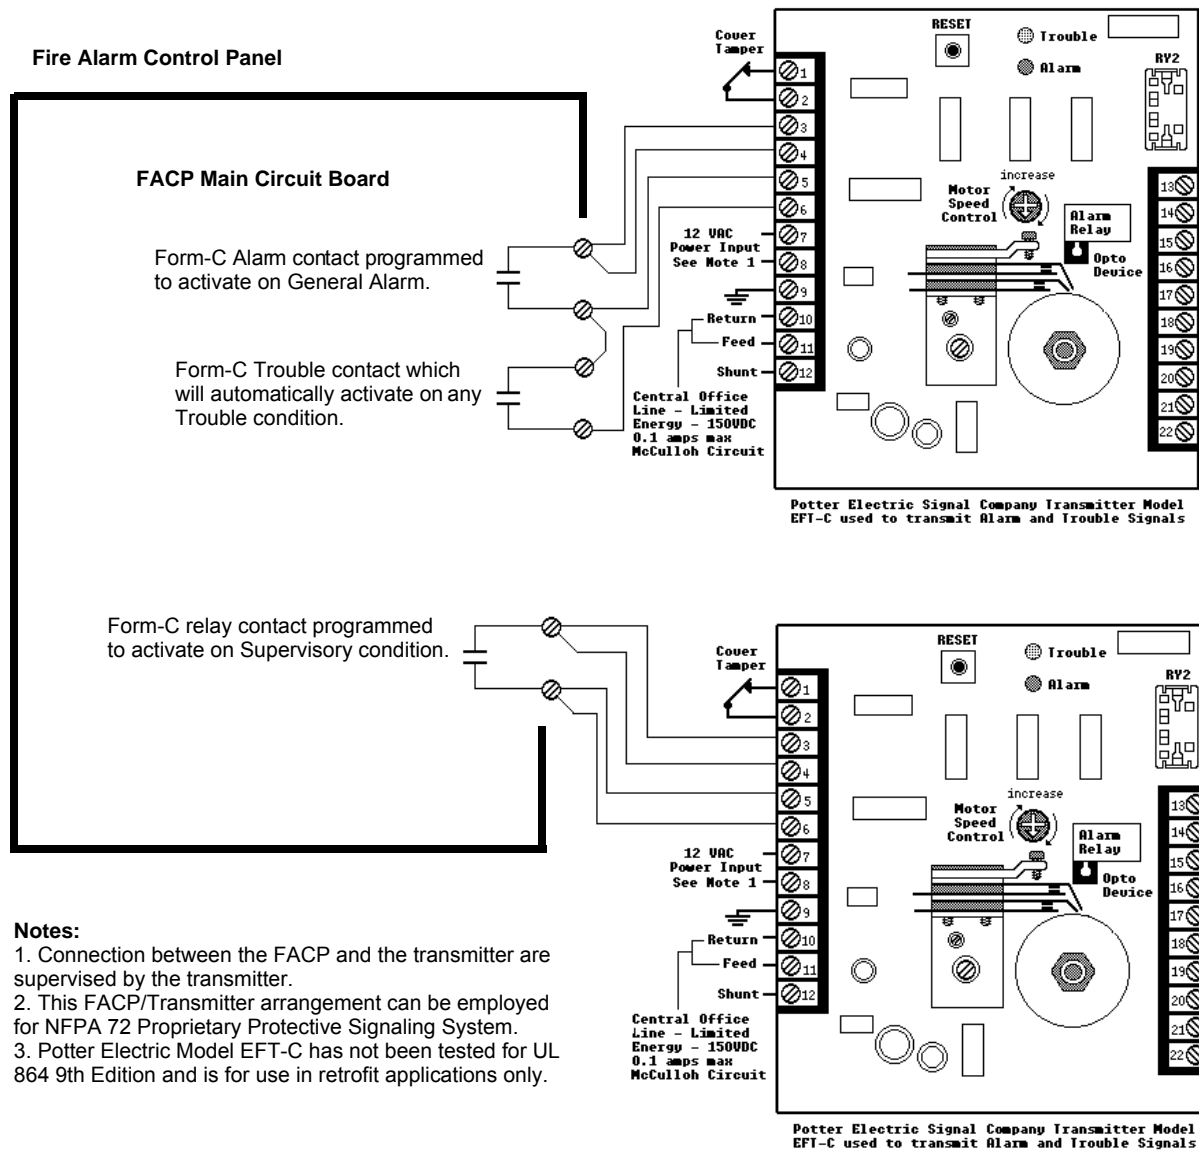 Fire Alarm Control Panel
FACP Main Circuit Board
Form-C Alarm contact programmed
to activate on General Alarm.
Form-C Trouble contact which
will automatically activate on any
Trouble condition.
Cover
Tamper
1
2
3
4
5
6
12 VAC
Power Input
See Note 1
7
8
9
Return
10
Feed
11
Shunt
12
Central Office
Line - Limited
Energy - 150VDC
0.1 amps max
McCulloh Circuit
RESET
Trouble
Alarm
RY2
increase
Motor
Speed
Control
Alarm
Relay
Opto
Device
13
14
15
16
17
18
19
20
21
22
Potter Electric Signal Company Transmitter Model
EFT-C used to transmit Alarm and Trouble Signals
Form-C relay contact programmed
to activate on Supervisory condition.
Cover
Tamper
1
2
3
4
5
6
12 VAC
Power Input
See Note 1
7
8
9
Return
10
Feed
11
Shunt
12
Central Office
Line - Limited
Energy - 150VDC
0.1 amps max
McCulloh Circuit
RESET
Trouble
Alarm
RY2
increase
Motor
Speed
Control
Alarm
Relay
Opto
Device
13
14
15
16
17
18
19
20
21
22
Potter Electric Signal Company Transmitter Model
EFT-C used to transmit Alarm and Trouble Signals
Notes:
1. Connection between the FACP and the transmitter are
supervised by the transmitter.
2. This FACP/Transmitter arrangement can be employed
for NFPA 72 Proprietary Protective Signaling System.
3. Potter Electric Model EFT-C has not been tested for UL
864 9th Edition and is for use in retrofit applications only.